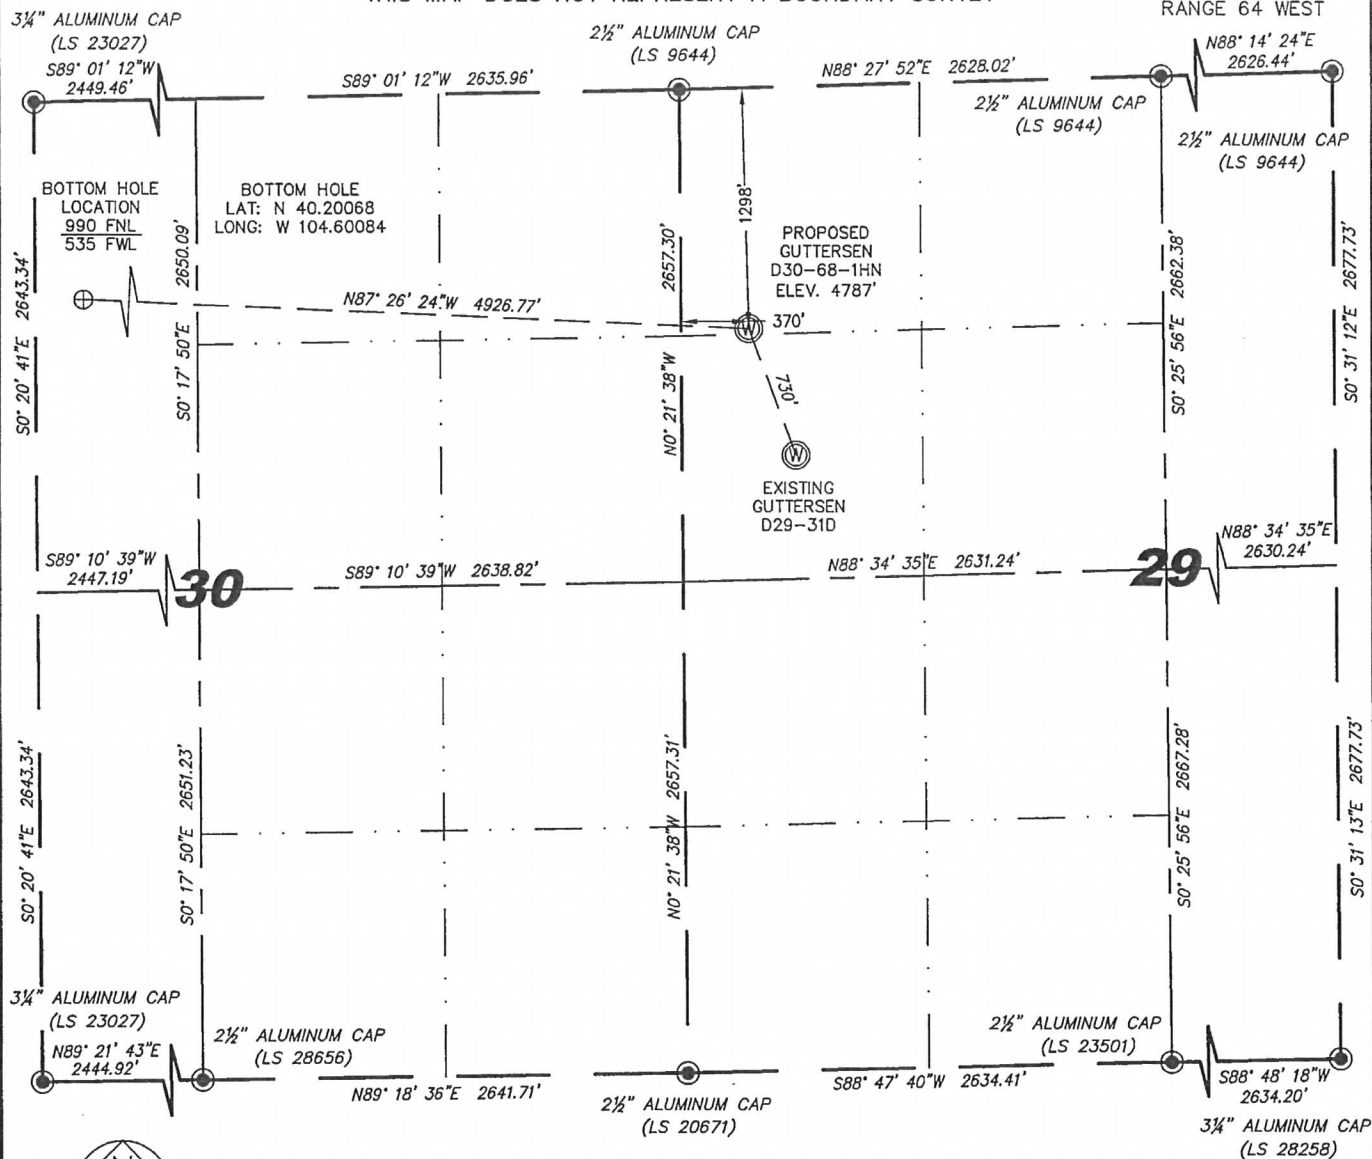 RANGE 64 WEST
3¼" ALUMINUM CAP
(LS 23027)
S89° 01' 12"W
2449.46'
S89° 01' 12"W 2635.96'
2½" ALUMINUM CAP
(LS 9644)
N88° 27' 52"E 2628.02'
2½" ALUMINUM CAP
(LS 9644)
N88° 14' 24"E
2626.44'
2½" ALUMINUM CAP
(LS 9644)
BOTTOM HOLE
LOCATION
990 FNL
535 FWL
BOTTOM HOLE
LAT: N 40.20068
LONG: W 104.60084
S0° 20' 41"E 2643.34'
S0° 17' 50"E 2650.09'
N87° 26' 24"W 4926.77'
N0° 21' 38"W 2657.30'
1298'
PROPOSED
GUTTERSEN
D30-68-1HN
ELEV. 4787'
W
370'
730'
W
EXISTING
GUTTERSEN
D29-31D
S0° 25' 56"E 2662.38'
S0° 31' 12"E 2677.73'
S89° 10' 39"W
2447.19'
30
S89° 10' 39"W 2638.82'
N88° 34' 35"E 2631.24'
29
N88° 34' 35"E
2630.24'
S0° 20' 41"E 2643.34'
S0° 17' 50"E 2651.23'
N0° 21' 38"W 2657.31'
S0° 25' 56"E 2667.28'
S0° 31' 13"E 2677.73'
3¼" ALUMINUM CAP
(LS 23027)
N89° 21' 43"E
2444.92'
2½" ALUMINUM CAP
(LS 28656)
N89° 18' 36"E 2641.71'
2½" ALUMINUM CAP
(LS 20671)
S88° 47' 40"W 2634.41'
2½" ALUMINUM CAP
(LS 23501)
S88° 48' 18"W
2634.20'
3¼" ALUMINUM CAP
(LS 28258)